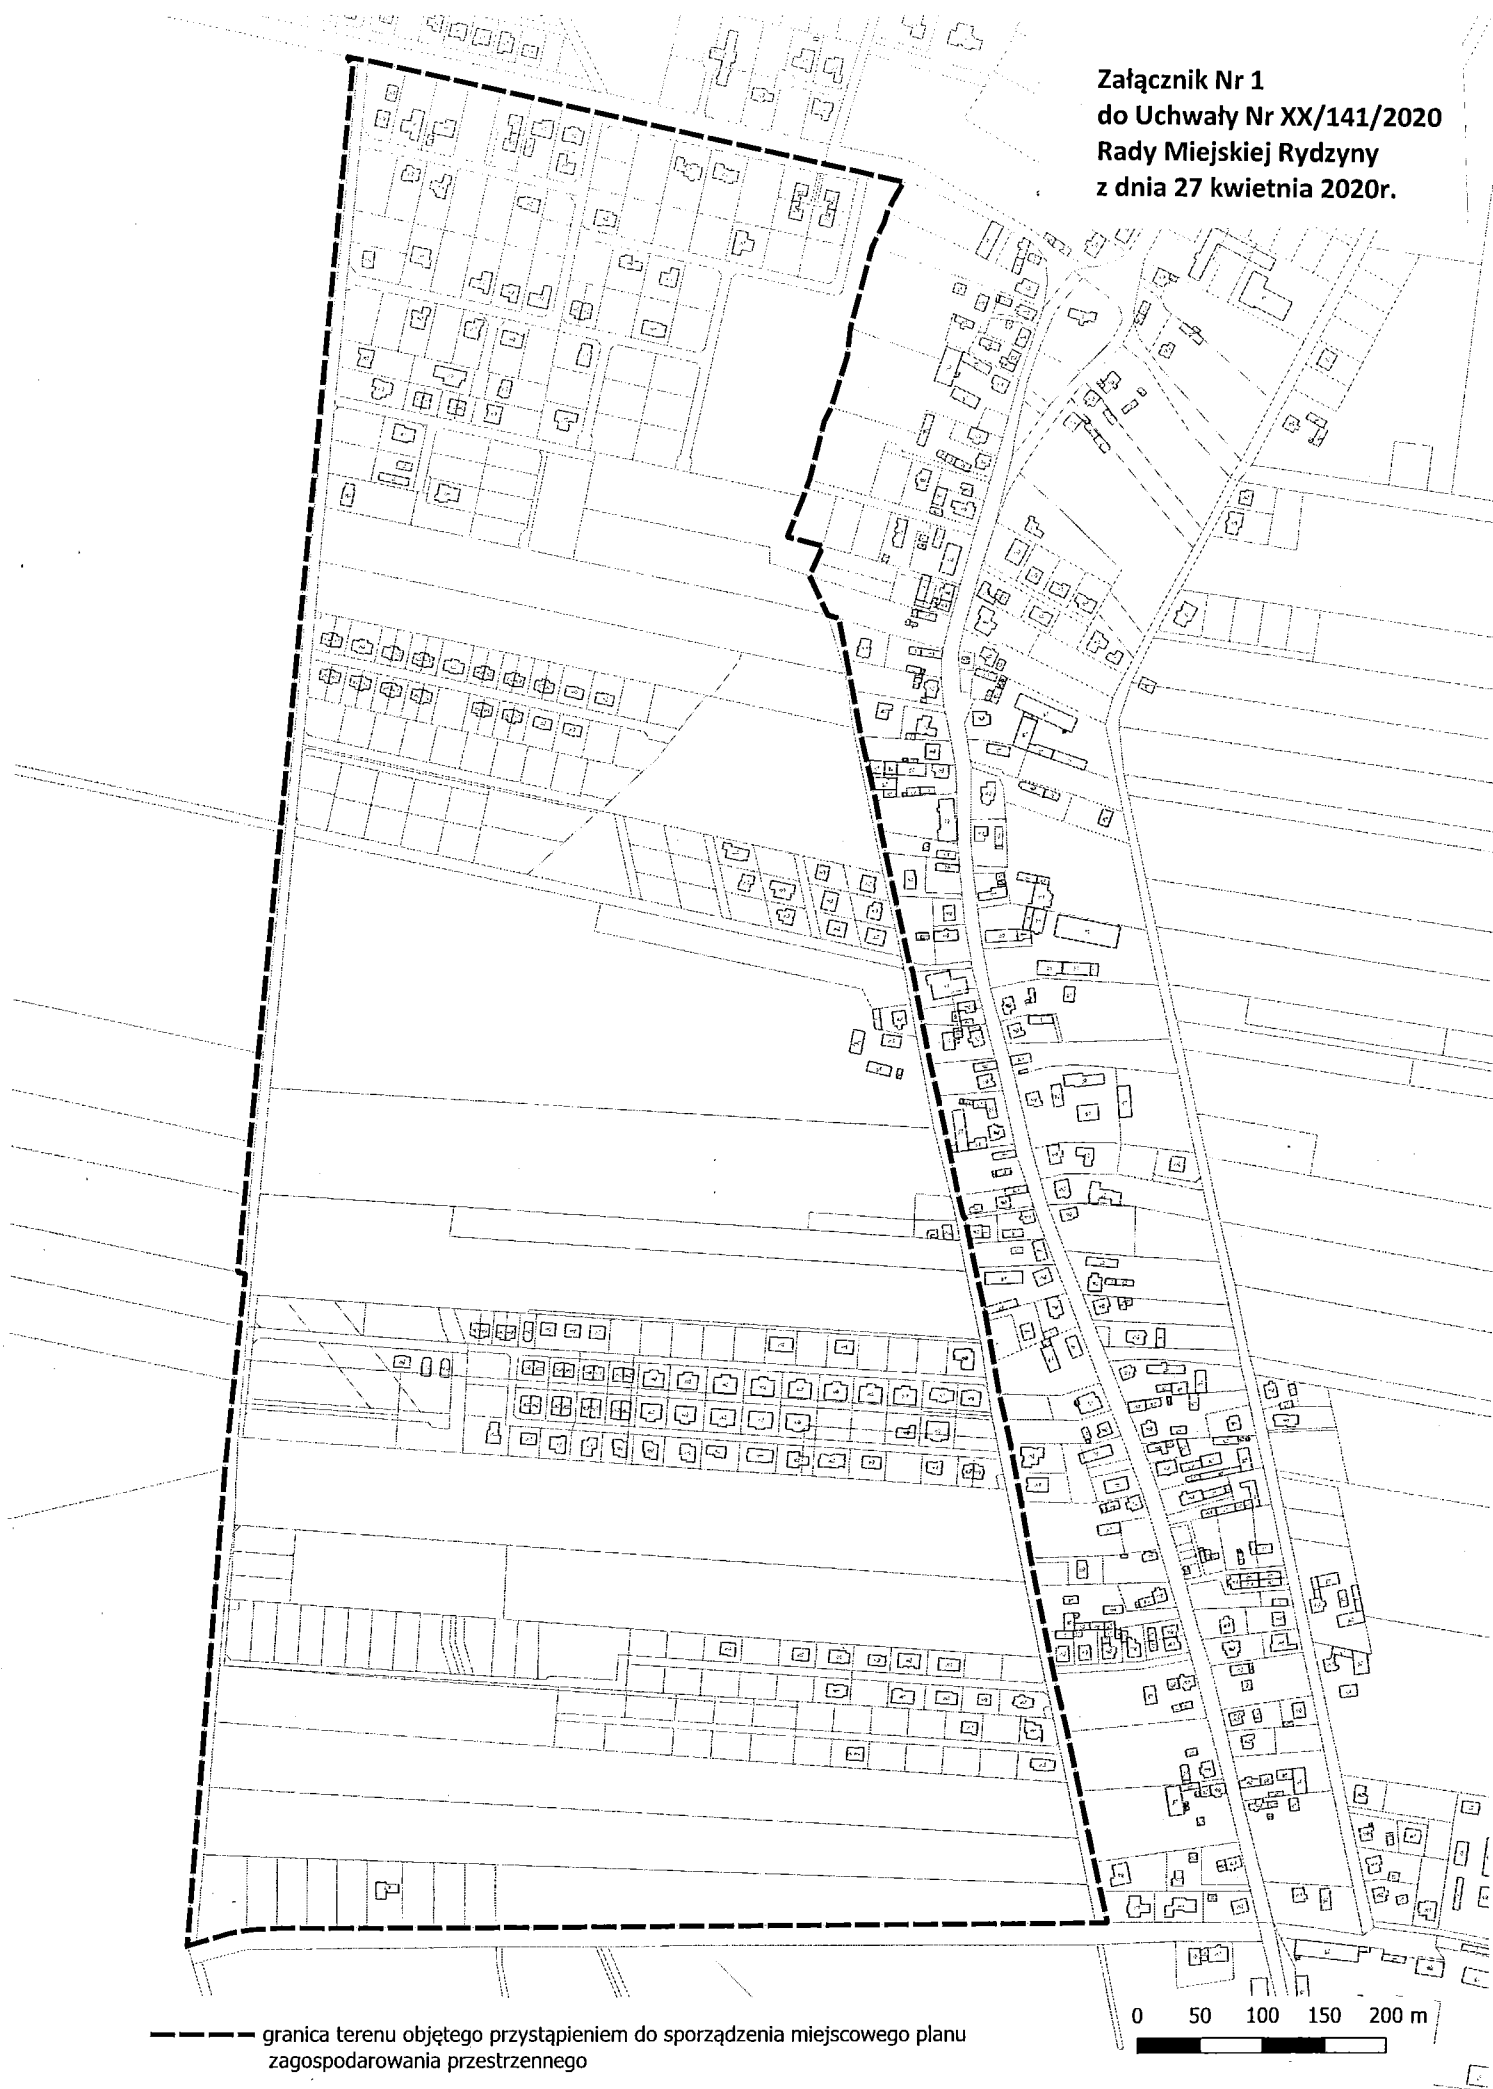 Załącznik Nr 1
do Uchwały Nr XX/141/2020
Rady Miejskiej Rydzyny
z dnia 27 kwietnia 2020r.
granica terenu objętego przystąpieniem do sporządzenia miejscowego planu
zagospodarowania przestrzennego
0 50 100 150 200 m